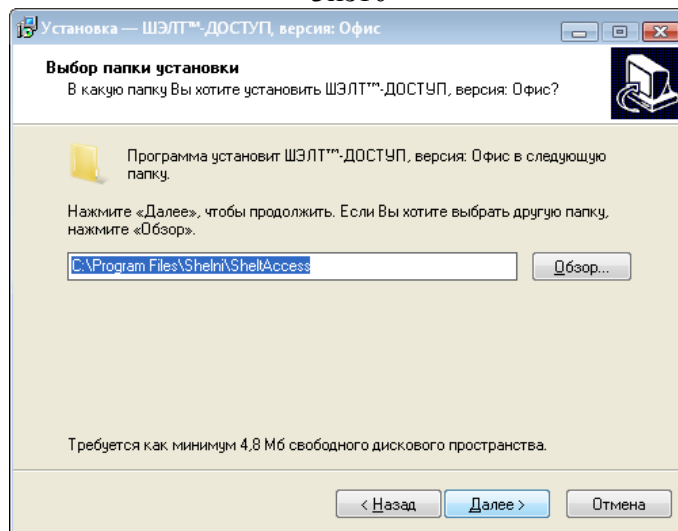 Установка — ШЭЛТ™-ДОСТУП, версия: Офис
Выбор папки установки
В какую папку Вы хотите установить ШЭЛТ™-ДОСТУП, версия: Офис?
Программа установит ШЭЛТ™-ДОСТУП, версия: Офис в следующую
папку.
Нажмите «Далее», чтобы продолжить. Если Вы хотите выбрать другую папку,
нажмите «Обзор».
C:\Program Files\Shelni\SheltAccess
Обзор...
Требуется как минимум 4,8 Мб свободного дискового пространства.
< Назад
Далее >
Отмена